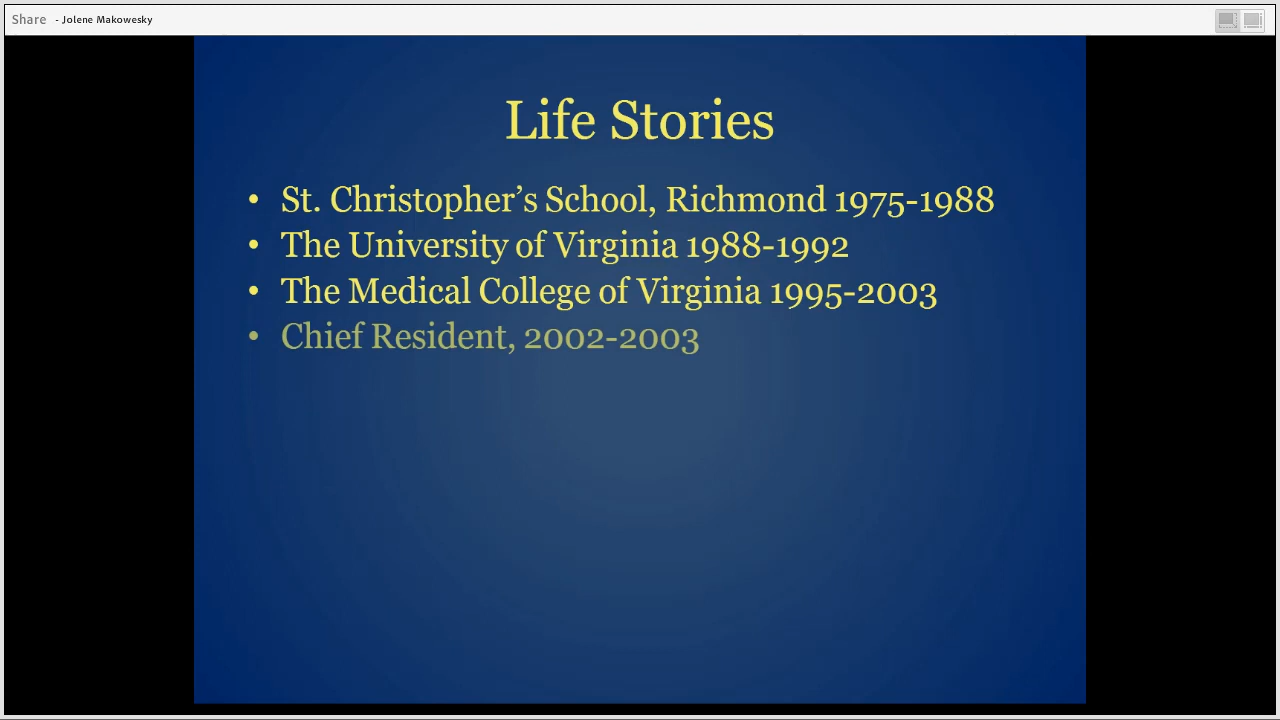 Share - Jolene Makowesky
Life Stories
• St. Christopher’s School, Richmond 1975-1988
• The University of Virginia 1988-1992
• The Medical College of Virginia 1995-2003
• Chief Resident, 2002-2003